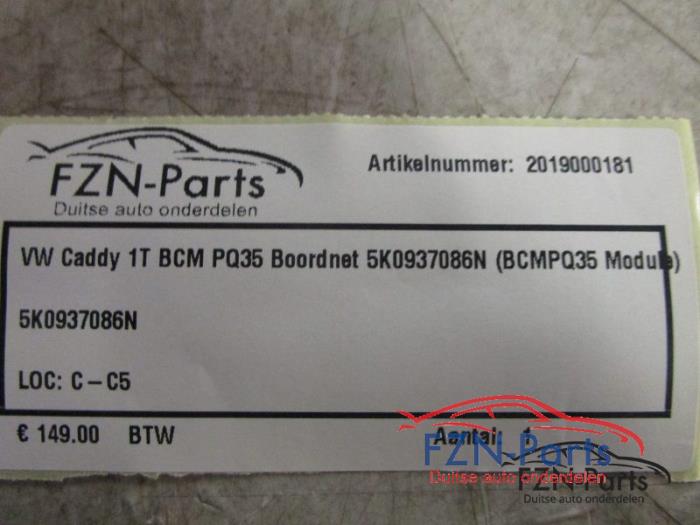 FZN-Parts
Duitse auto onderdelen
Artikelnummer: 2019000181
VW Caddy 1T BCM PQ35 Boordnet 5K0937086N (BCMPQ35 Module)
5K0937086N
LOC: C-C5
€ 149.00 BTW
Aantal: 1
FZN-Parts
Duitse auto onderdelen
FZN-Parts
Duitse auto onderdelen